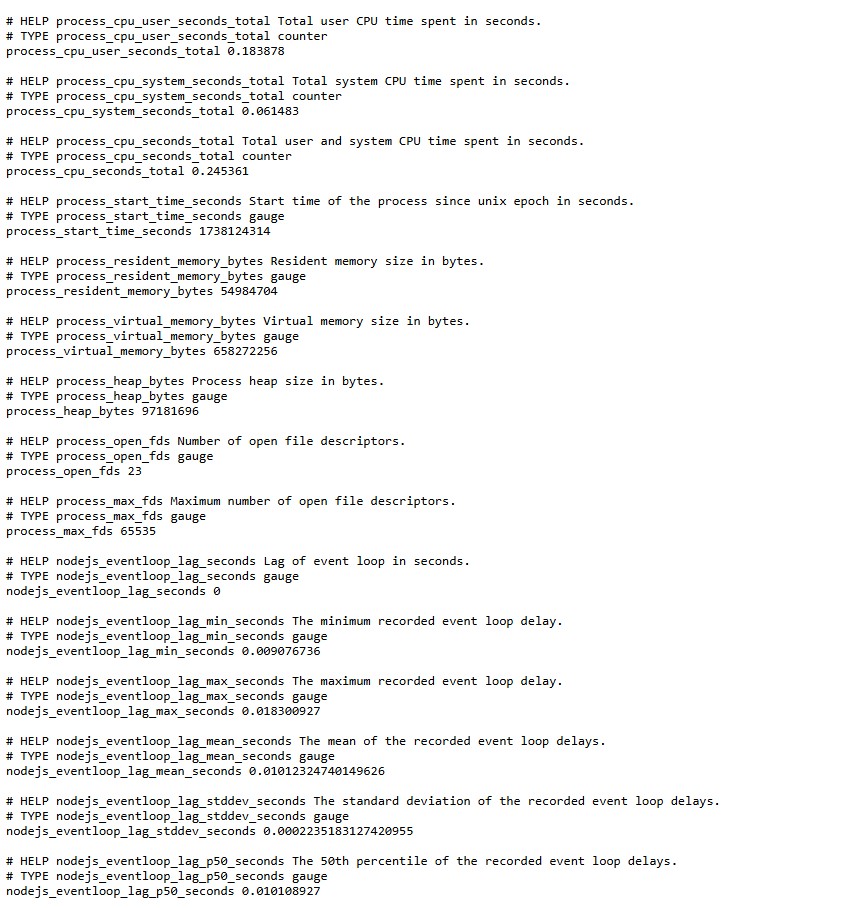 # HELP process_cpu_user_seconds_total Total user CPU time spent in seconds.
# TYPE process_cpu_user_seconds_total counter
process_cpu_user_seconds_total 0.183878

# HELP process_cpu_system_seconds_total Total system CPU time spent in seconds.
# TYPE process_cpu_system_seconds_total counter
process_cpu_system_seconds_total 0.061483

# HELP process_cpu_seconds_total Total user and system CPU time spent in seconds.
# TYPE process_cpu_seconds_total counter
process_cpu_seconds_total 0.245361

# HELP process_start_time_seconds Start time of the process since unix epoch in seconds.
# TYPE process_start_time_seconds gauge
process_start_time_seconds 1738124314

# HELP process_resident_memory_bytes Resident memory size in bytes.
# TYPE process_resident_memory_bytes gauge
process_resident_memory_bytes 54984704

# HELP process_virtual_memory_bytes Virtual memory size in bytes.
# TYPE process_virtual_memory_bytes gauge
process_virtual_memory_bytes 658272256

# HELP process_heap_bytes Process heap size in bytes.
# TYPE process_heap_bytes gauge
process_heap_bytes 97181696

# HELP process_open_fds Number of open file descriptors.
# TYPE process_open_fds gauge
process_open_fds 23

# HELP process_max_fds Maximum number of open file descriptors.
# TYPE process_max_fds gauge
process_max_fds 65535

# HELP nodejs_eventloop_lag_seconds Lag of event loop in seconds.
# TYPE nodejs_eventloop_lag_seconds gauge
nodejs_eventloop_lag_seconds 0

# HELP nodejs_eventloop_lag_min_seconds The minimum recorded event loop delay.
# TYPE nodejs_eventloop_lag_min_seconds gauge
nodejs_eventloop_lag_min_seconds 0.009076736

# HELP nodejs_eventloop_lag_max_seconds The maximum recorded event loop delay.
# TYPE nodejs_eventloop_lag_max_seconds gauge
nodejs_eventloop_lag_max_seconds 0.018300927

# HELP nodejs_eventloop_lag_mean_seconds The mean of the recorded event loop delays.
# TYPE nodejs_eventloop_lag_mean_seconds gauge
nodejs_eventloop_lag_mean_seconds 0.01012324740149626

# HELP nodejs_eventloop_lag_stddev_seconds The standard deviation of the recorded event loop delays.
# TYPE nodejs_eventloop_lag_stddev_seconds gauge
nodejs_eventloop_lag_stddev_seconds 0.0002235183127420955

# HELP nodejs_eventloop_lag_p50_seconds The 50th percentile of the recorded event loop delays.
# TYPE nodejs_eventloop_lag_p50_seconds gauge
nodejs_eventloop_lag_p50_seconds 0.010108927